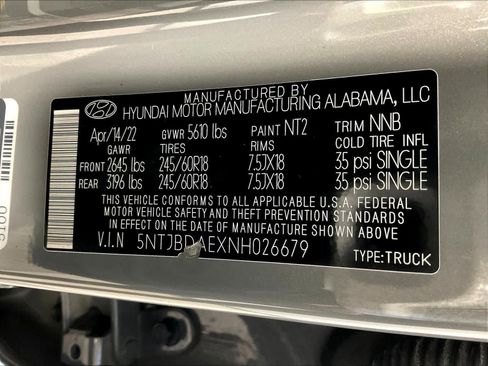 MANUFACTURED BY
HYUNDAI MOTOR MANUFACTURING ALABAMA, LLC
Apr/14/22 GVWR 5610 lbs PAINT NT2 TRIM NNB
GAWR TIRES RIMS COLD TIRE INFL
FRONT 2645 lbs 245/60R18 7.5JX18 35 psi SINGLE
REAR 3196 lbs 245/60R18 7.5JX18 35 psi SINGLE
THIS VEHICLE CONFORMS TO ALL APPLICABLE U.S.A. FEDERAL
MOTOR VEHICLE SAFETY AND THEFT PREVENTION STANDARDS
IN EFFECT ON THE DATE OF MANUFACTURE SHOWN ABOVE.
V.I.N 5NTJBDAEXNH026679
TYPE:TRUCK
5100